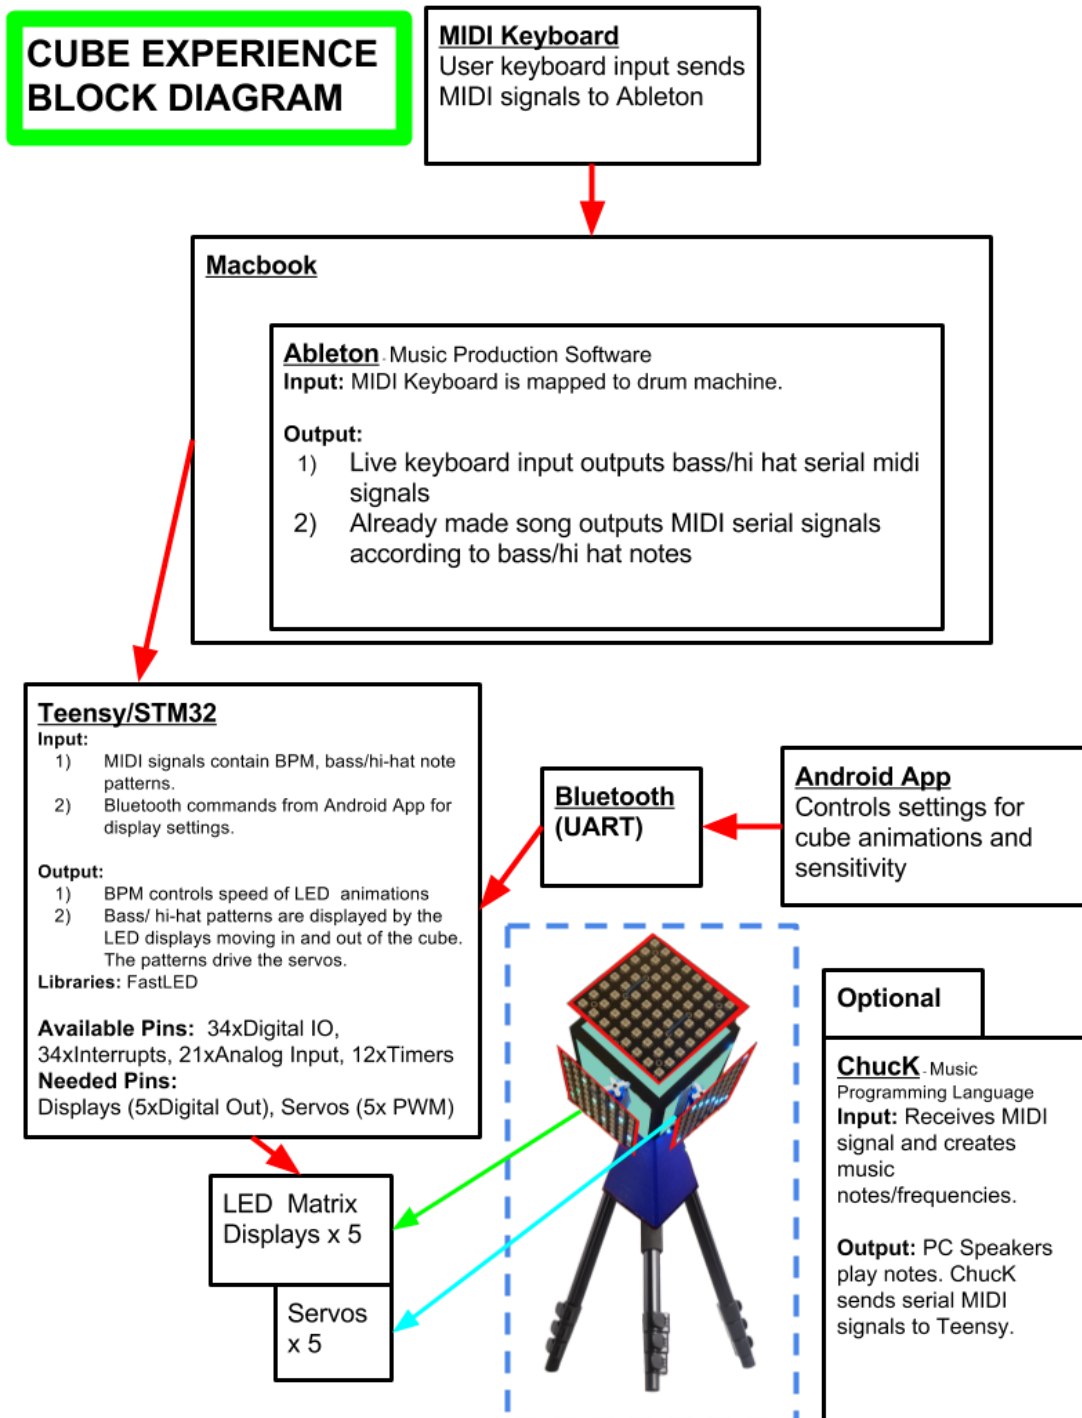 CUBE EXPERIENCE
BLOCK DIAGRAM
MIDI Keyboard
User keyboard input sends
MIDI signals to Ableton
Macbook
Ableton - Music Production Software
Input: MIDI Keyboard is mapped to drum machine.
Output:
1) Live keyboard input outputs bass/hi hat serial midi
signals
2) Already made song outputs MIDI serial signals
according to bass/hi hat notes
Teensy/STM32
Input:
1) MIDI signals contain BPM, bass/hi-hat note
patterns.
2) Bluetooth commands from Android App for
display settings.
Output:
1) BPM controls speed of LED animations
2) Bass/ hi-hat patterns are displayed by the
LED displays moving in and out of the cube.
The patterns drive the servos.
Libraries: FastLED
Available Pins: 34xDigital IO,
34xInterrupts, 21xAnalog Input, 12xTimers
Needed Pins:
Displays (5xDigital Out), Servos (5x PWM)
Bluetooth
(UART)
Android App
Controls settings for
cube animations and
sensitivity
LED Matrix
Displays x 5
Servos
x 5
Optional
ChucK - Music
Programming Language
Input: Receives MIDI
signal and creates
music
notes/frequencies.
Output: PC Speakers
play notes. ChucK
sends serial MIDI
signals to Teensy.